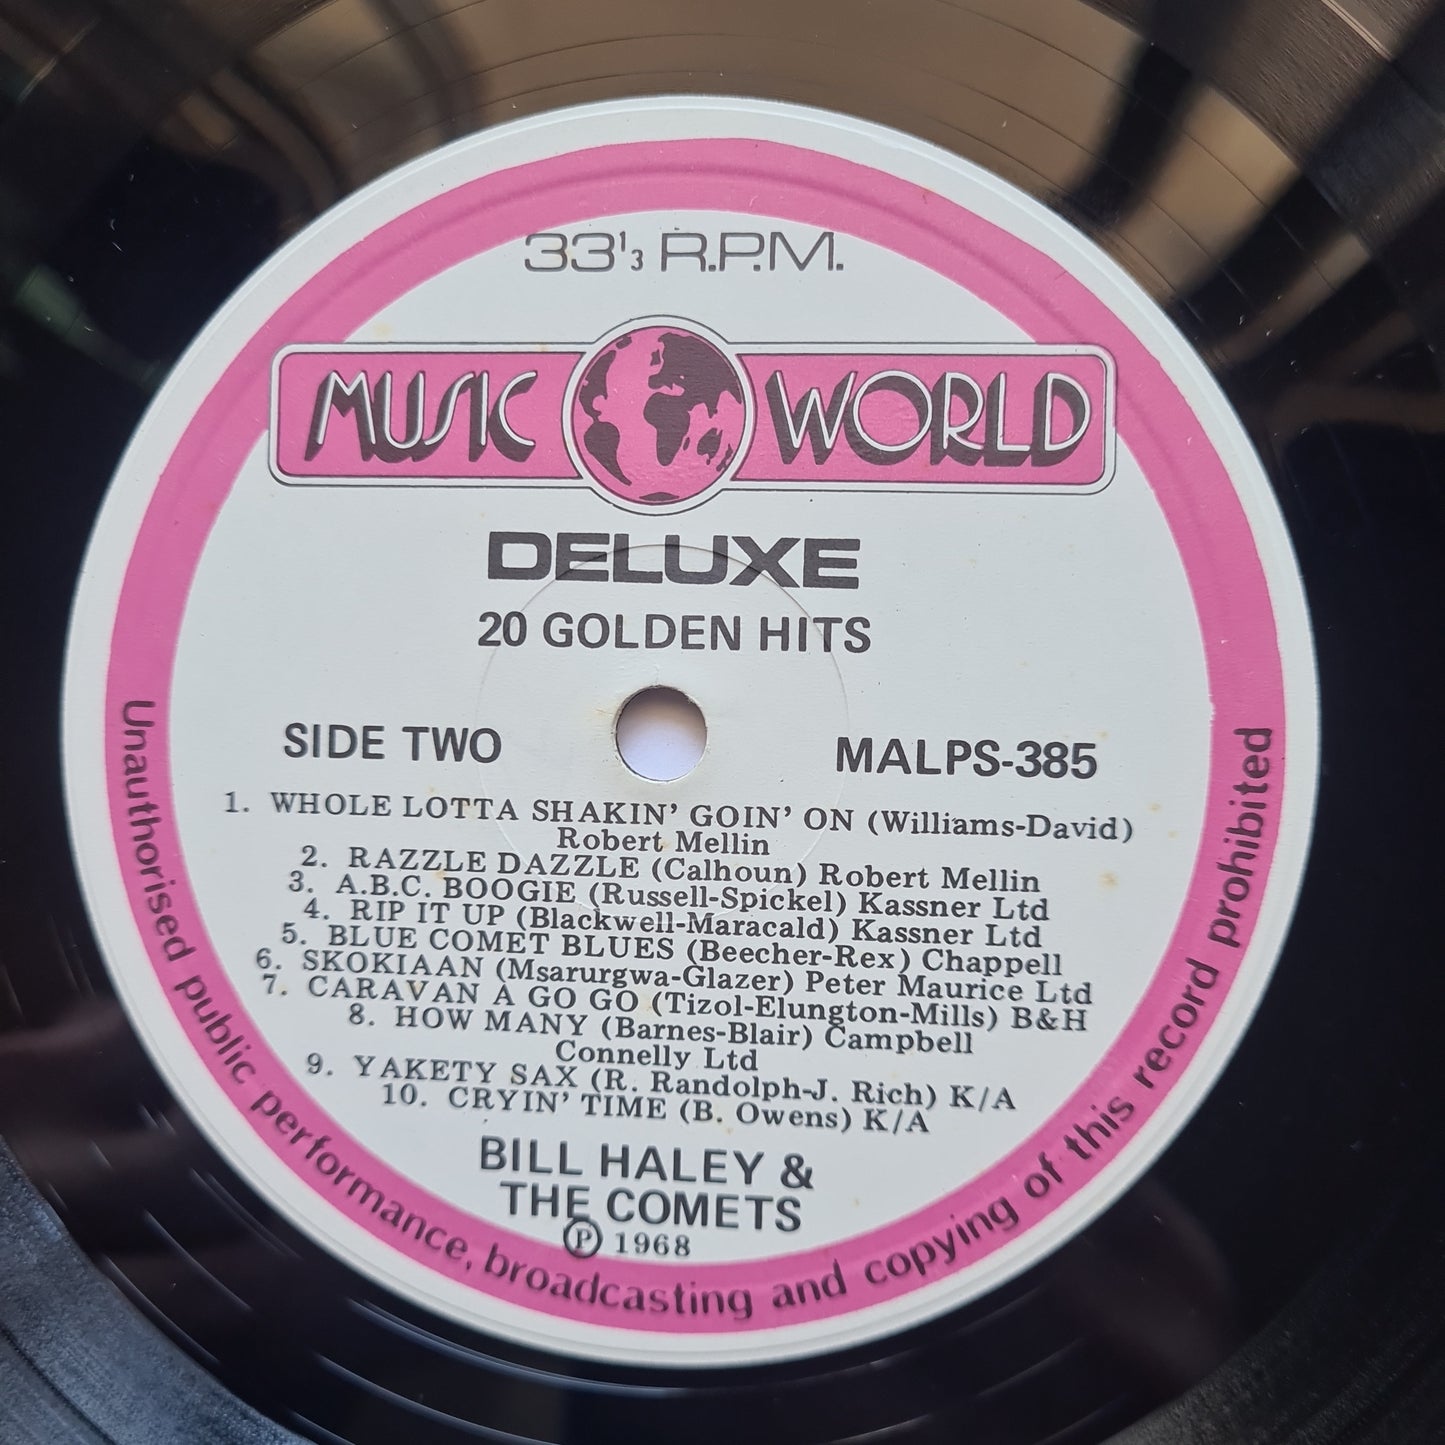 33 1/3 R.P.M.
MUSIC WORLD
DELUXE
20 GOLDEN HITS
SIDE TWO
MALPS-385
1. WHOLE LOTTA SHAKIN' GOIN' ON (Williams-David)
Robert Mellin
2. RAZZLE DAZZLE (Calhoun) Robert Mellin
3. A.B.C. BOOGIE (Russell-Spickel) Kassner Ltd
4. RIP IT UP (Blackwell-Maracald) Kassner Ltd
5. BLUE COMET BLUES (Beecher-Rex) Chappell
6. SKOKIAAN (Msarurgwa-Glazer) Peter Maurice Ltd
7. CARAVAN A GO GO (Tizol-Elungton-Mills) B&H
8. HOW MANY (Barnes-Blair) Campbell
Connelly Ltd
9. YAKETY SAX (R. Randolph-J. Rich) K/A
10. CRYIN' TIME (B. Owens) K/A
BILL HALEY &
THE COMETS
Ⓟ 1968
Unauthorised public performance, broadcasting and copying of this record prohibited